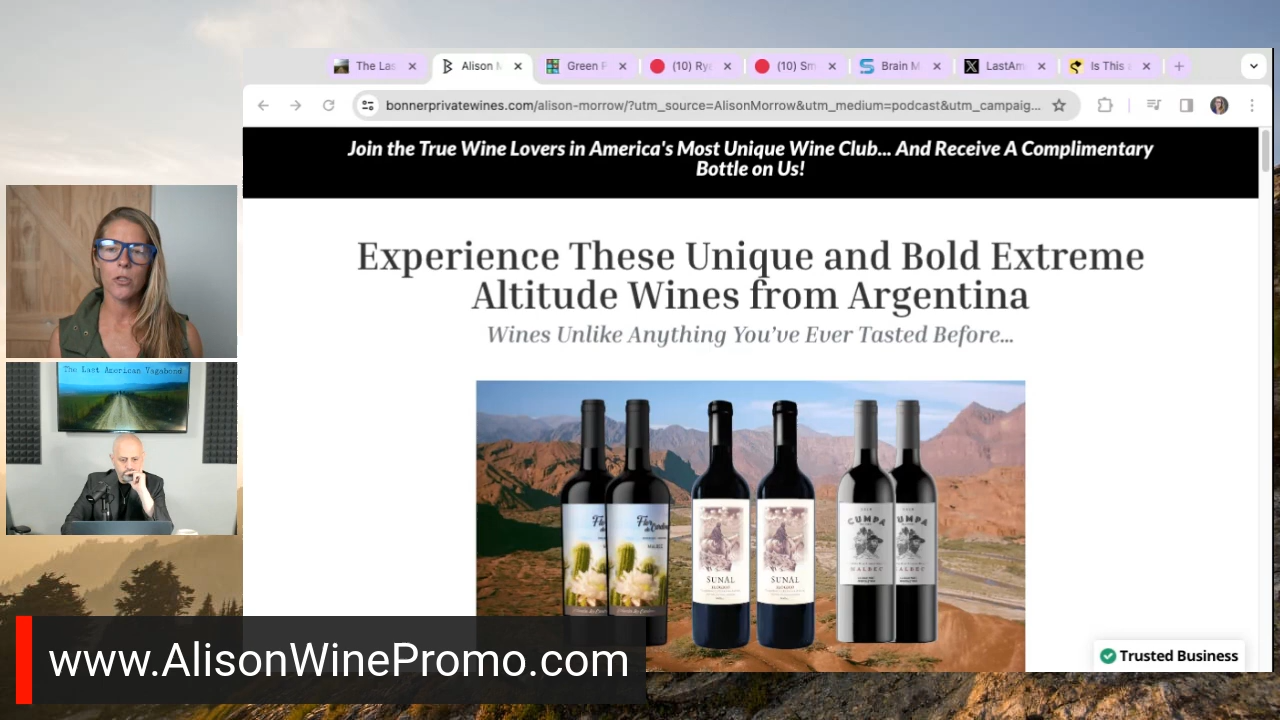 The Las
Alison M
Green F
(10) Ry
(10) Sm
Brain M
LastAm
Is This
bonnerprivatewines.com/alison-morrow/?utm_source=AlisonMorrow&utm_medium=podcast&utm_campaig...
Join the True Wine Lovers in America's Most Unique Wine Club... And Receive A Complimentary
Bottle on Us!
Experience These Unique and Bold Extreme
Altitude Wines from Argentina
Wines Unlike Anything You've Ever Tasted Before...
The Last American Vagabond
SUNAL
SUNAL
CUMPA
MALBEC
MALBEC
Trusted Business
www.AlisonWinePromo.com